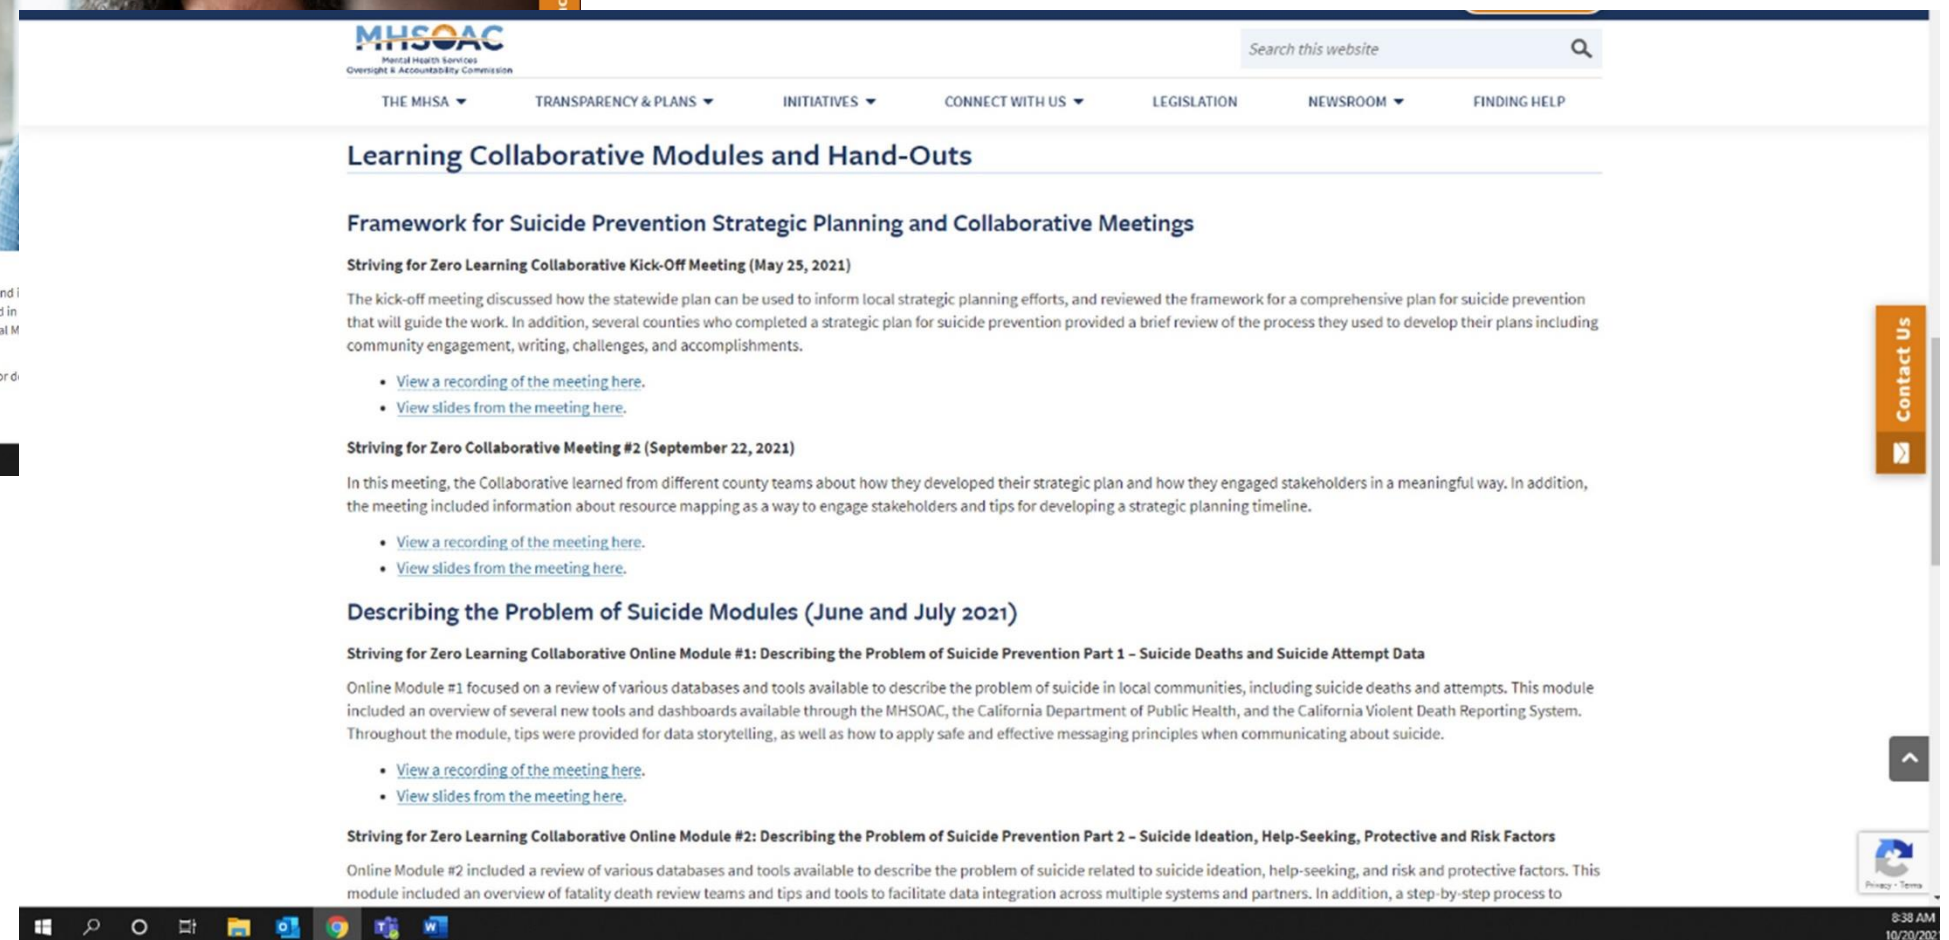 MHSOAC
Mental Health Services
Oversight & Accountability Commission
Search this website
THE MHSA
TRANSPARENCY & PLANS
INITIATIVES
CONNECT WITH US
LEGISLATION
NEWSROOM
FINDING HELP
Learning Collaborative Modules and Hand-Outs
Framework for Suicide Prevention Strategic Planning and Collaborative Meetings
Striving for Zero Learning Collaborative Kick-Off Meeting (May 25, 2021)
The kick-off meeting discussed how the statewide plan can be used to inform local strategic planning efforts, and reviewed the framework for a comprehensive plan for suicide prevention
that will guide the work. In addition, several counties who completed a strategic plan for suicide prevention provided a brief review of the process they used to develop their plans including
community engagement, writing, challenges, and accomplishments.
• View a recording of the meeting here.
• View slides from the meeting here.
Striving for Zero Collaborative Meeting #2 (September 22, 2021)
In this meeting, the Collaborative learned from different county teams about how they developed their strategic plan and how they engaged stakeholders in a meaningful way. In addition,
the meeting included information about resource mapping as a way to engage stakeholders and tips for developing a strategic planning timeline.
• View a recording of the meeting here.
• View slides from the meeting here.
Describing the Problem of Suicide Modules (June and July 2021)
Striving for Zero Learning Collaborative Online Module #1: Describing the Problem of Suicide Prevention Part 1 – Suicide Deaths and Suicide Attempt Data
Online Module #1 focused on a review of various databases and tools available to describe the problem of suicide in local communities, including suicide deaths and attempts. This module
included an overview of several new tools and dashboards available through the MHSOAC, the California Department of Public Health, and the California Violent Death Reporting System.
Throughout the module, tips were provided for data storytelling, as well as how to apply safe and effective messaging principles when communicating about suicide.
• View a recording of the meeting here.
• View slides from the meeting here.
Striving for Zero Learning Collaborative Online Module #2: Describing the Problem of Suicide Prevention Part 2 – Suicide Ideation, Help-Seeking, Protective and Risk Factors
Online Module #2 included a review of various databases and tools available to describe the problem of suicide related to suicide ideation, help-seeking, and risk and protective factors. This
module included an overview of fatality death review teams and tips and tools to facilitate data integration across multiple systems and partners. In addition, a step-by-step process to
Contact Us
Privacy - Terms
8:38 AM
10/20/202